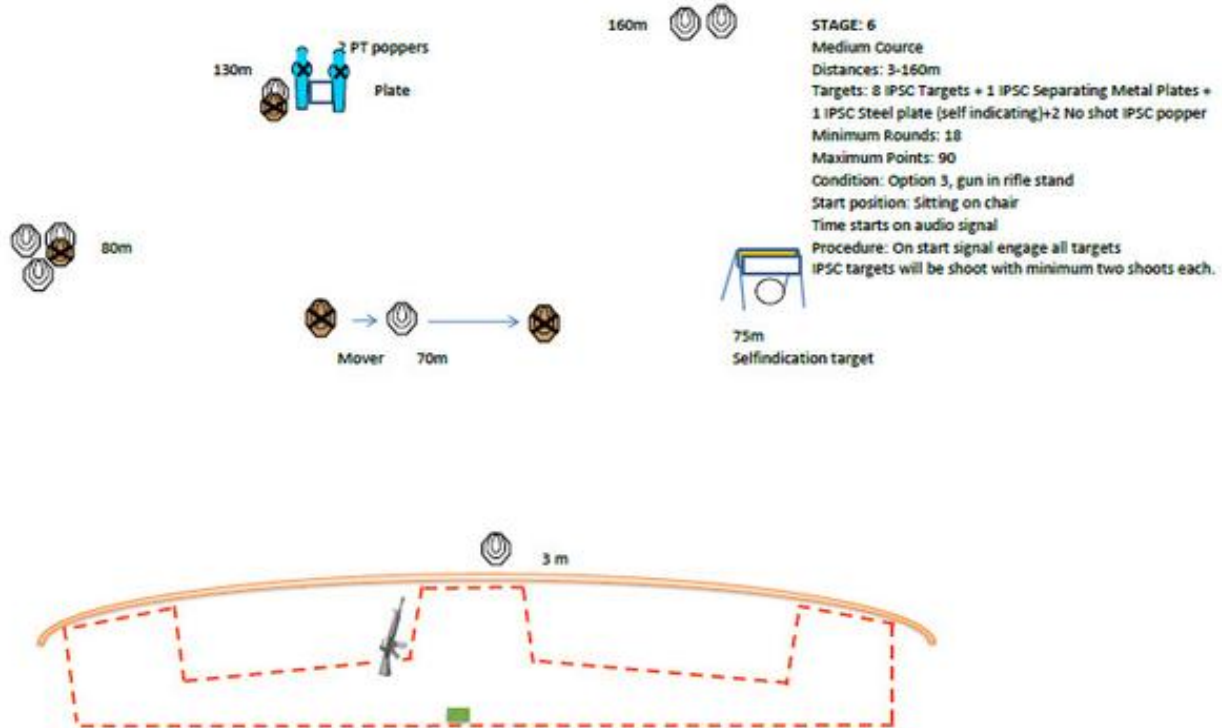 160m
STAGE: 6
Medium Cource
Distances: 3-160m
Targets: 8 IPSC Targets + 1 IPSC Separating Metal Plates +
1 IPSC Steel plate (self indicating)+2 No shot IPSC popper
Minimum Rounds: 18
Maximum Points: 90
Condition: Option 3, gun in rifle stand
Start position: Sitting on chair
Time starts on audio signal
Procedure: On start signal engage all targets
IPSC targets will be shoot with minimum two shoots each.
2 PT poppers
130m
Plate
80m
75m
Selfindication target
Mover 70m
3 m